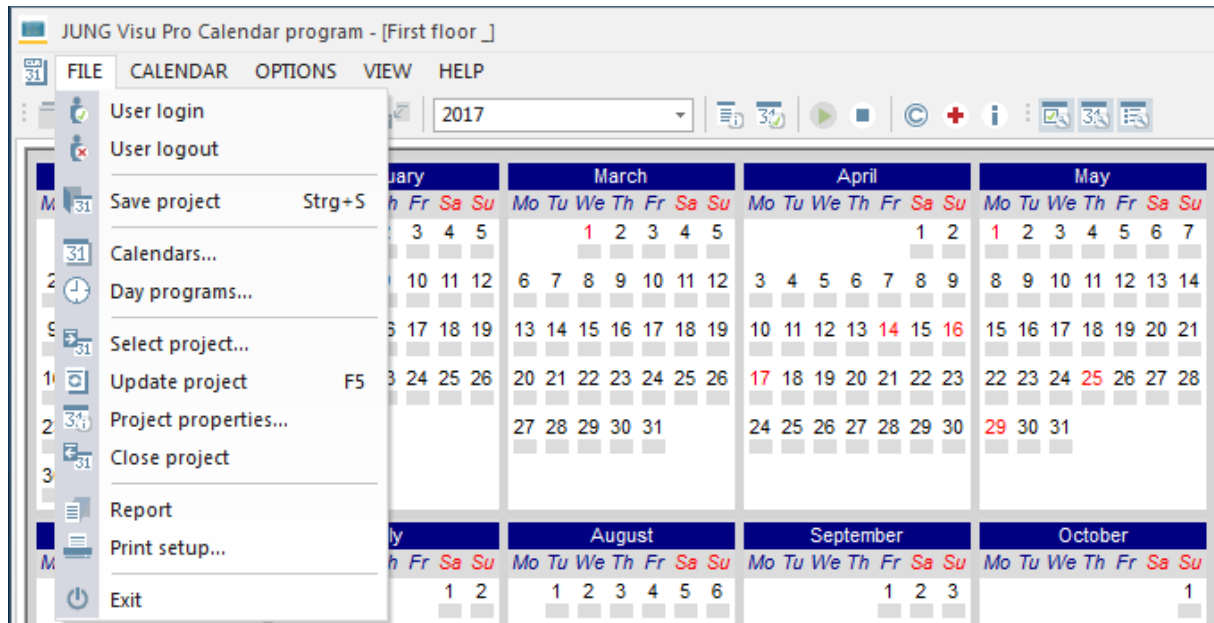 JUNG Visu Pro Calendar program - [First floor _]
FILE CALENDAR OPTIONS VIEW HELP
2017
User login
User logout
Save project Strg+S
Calendars...
Day programs...
Select project...
Update project F5
Project properties...
Close project
Report
Print setup...
Exit
March April May
Fr Sa Su Mo Tu We Th Fr Sa Su Mo Tu We Th Fr Sa Su Mo Tu We Th Fr Sa Su
3 4 5 1 2 3 4 5 1 2 1 2 3 4 5 6 7
10 11 12 6 7 8 9 10 11 12 3 4 5 6 7 8 9 8 9 10 11 12 13 14
17 18 19 13 14 15 16 17 18 19 10 11 12 13 14 15 16 15 16 17 18 19 20 21
24 25 26 20 21 22 23 24 25 26 17 18 19 20 21 22 23 22 23 24 25 26 27 28
27 28 29 30 31 24 25 26 27 28 29 30 29 30 31
August September October
Fr Sa Su Mo Tu We Th Fr Sa Su Mo Tu We Th Fr Sa Su Mo Tu We Th Fr Sa Su
1 2 1 2 3 4 5 6 1 2 3 1